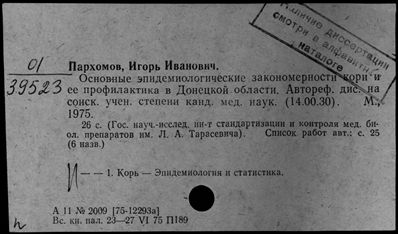 Наличие диссертации
смотри в алфавитн.
каталоге
01
39523
Пархомов, Игорь Иванович.
Основные эпидемиологические закономерности кори и
ее профилактика в Донецкой области. Автореф. дис. на
соиск. учен. степени канд. мед. наук. (14.00.30). М.,
1975.
26 с. (Гос. науч.-исслед. ин-т стандартизации и контроля мед. би-
ол. препаратов им. Л. А. Тарасевича). Список работ авт.: с. 25
(6 назв.)
— — 1. Корь — Эпидемиология и статистика.
А 11 № 2009 [75-12293а]
Вс. кн. пал. 23—27 VI 75 П189